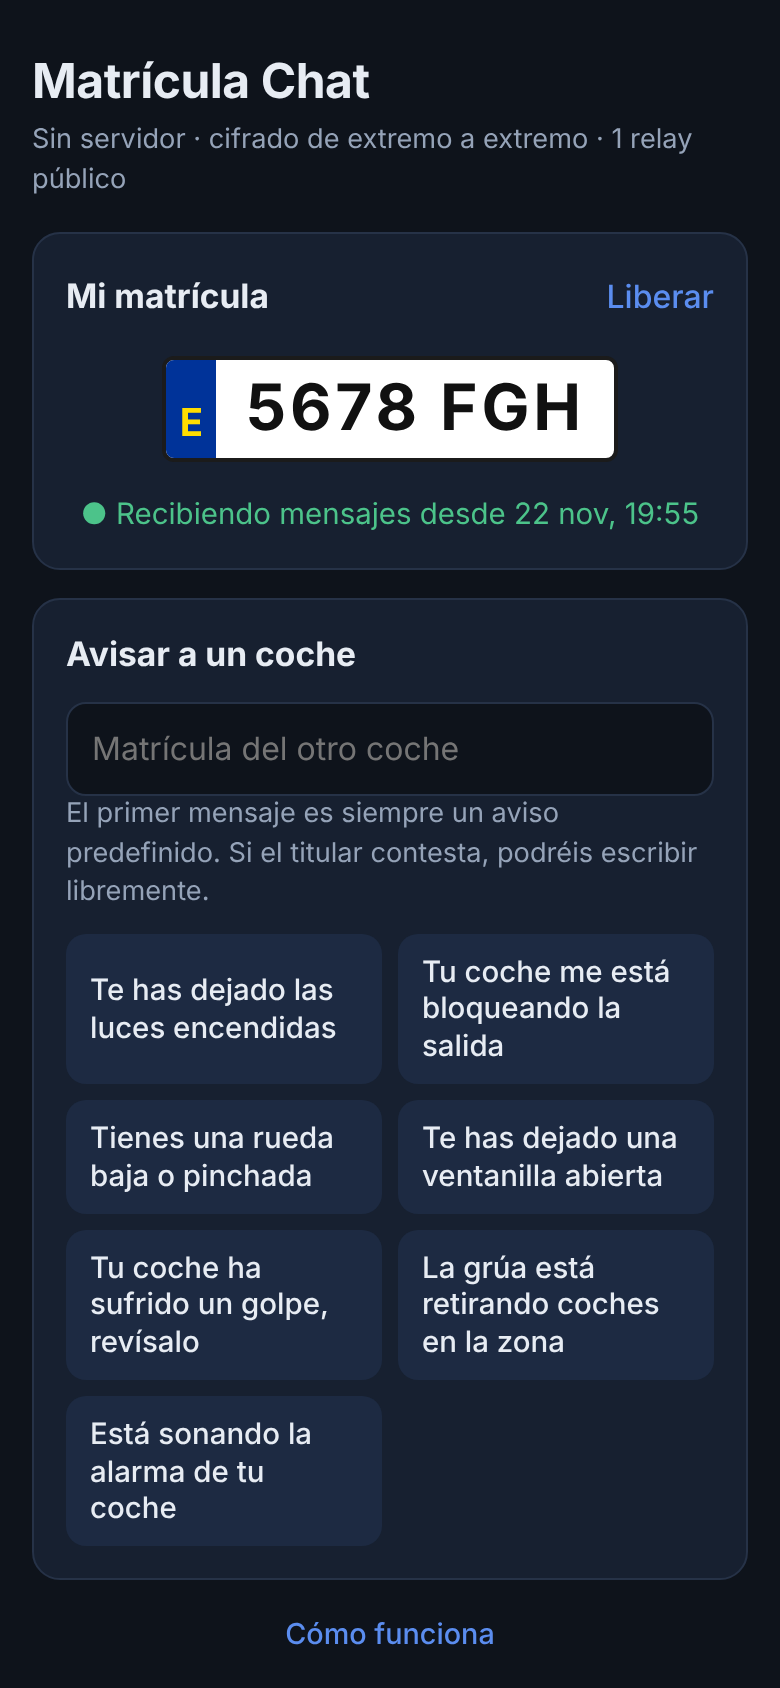 Matrícula Chat
Sin servidor · cifrado de extremo a extremo · 1 relay
público
Mi matrícula
Liberar
E
5678 FGH
Recibiendo mensajes desde 22 nov, 19:55
Avisar a un coche
Matrícula del otro coche
El primer mensaje es siempre un aviso
predefinido. Si el titular contesta, podréis escribir
libremente.
Te has dejado las
luces encendidas
Tu coche me está
bloqueando la
salida
Tienes una rueda
baja o pinchada
Te has dejado una
ventanilla abierta
Tu coche ha
sufrido un golpe,
revísalo
La grúa está
retirando coches
en la zona
Está sonando la
alarma de tu
coche
Cómo funciona